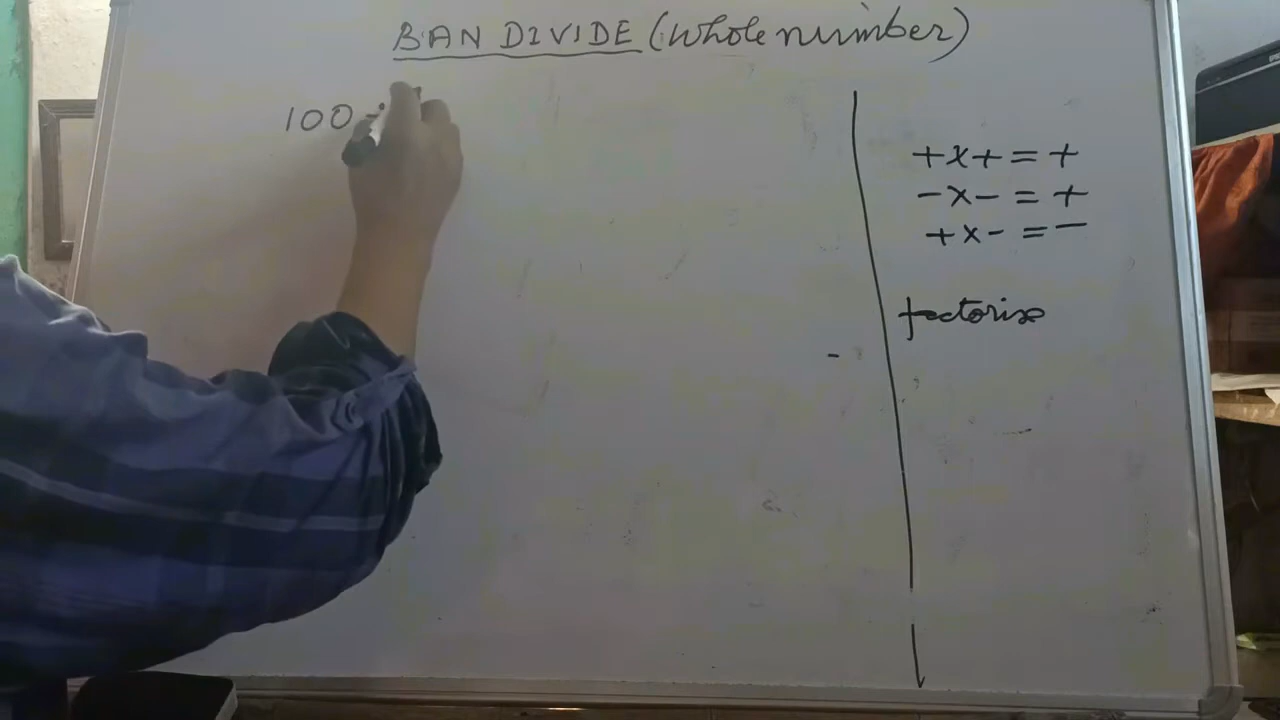 BAN DIVIDE (Whole number)
100 ÷
+x+ = +
-x- = +
+x- = -
factorise